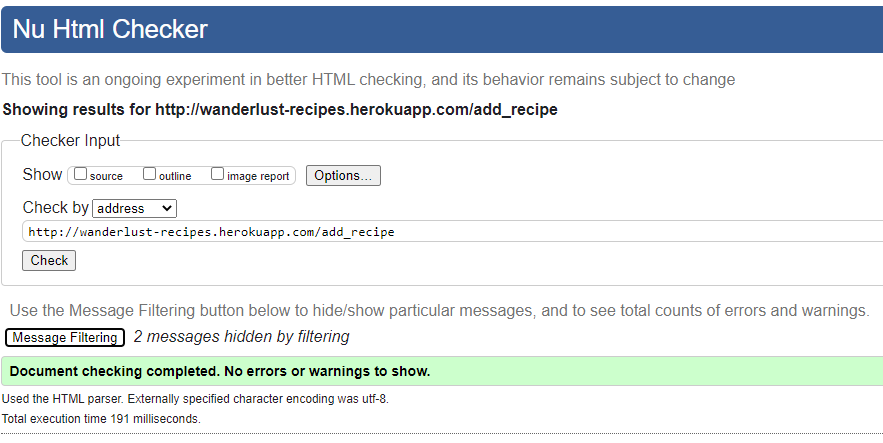 Nu Html Checker
This tool is an ongoing experiment in better HTML checking, and its behavior remains subject to change
Showing results for http://wanderlust-recipes.herokuapp.com/add_recipe
Checker Input
Show source outline image report Options...
Check by address
http://wanderlust-recipes.herokuapp.com/add_recipe
Check
Use the Message Filtering button below to hide/show particular messages, and to see total counts of errors and warnings.
Message Filtering 2 messages hidden by filtering
Document checking completed. No errors or warnings to show.
Used the HTML parser. Externally specified character encoding was utf-8.
Total execution time 191 milliseconds.